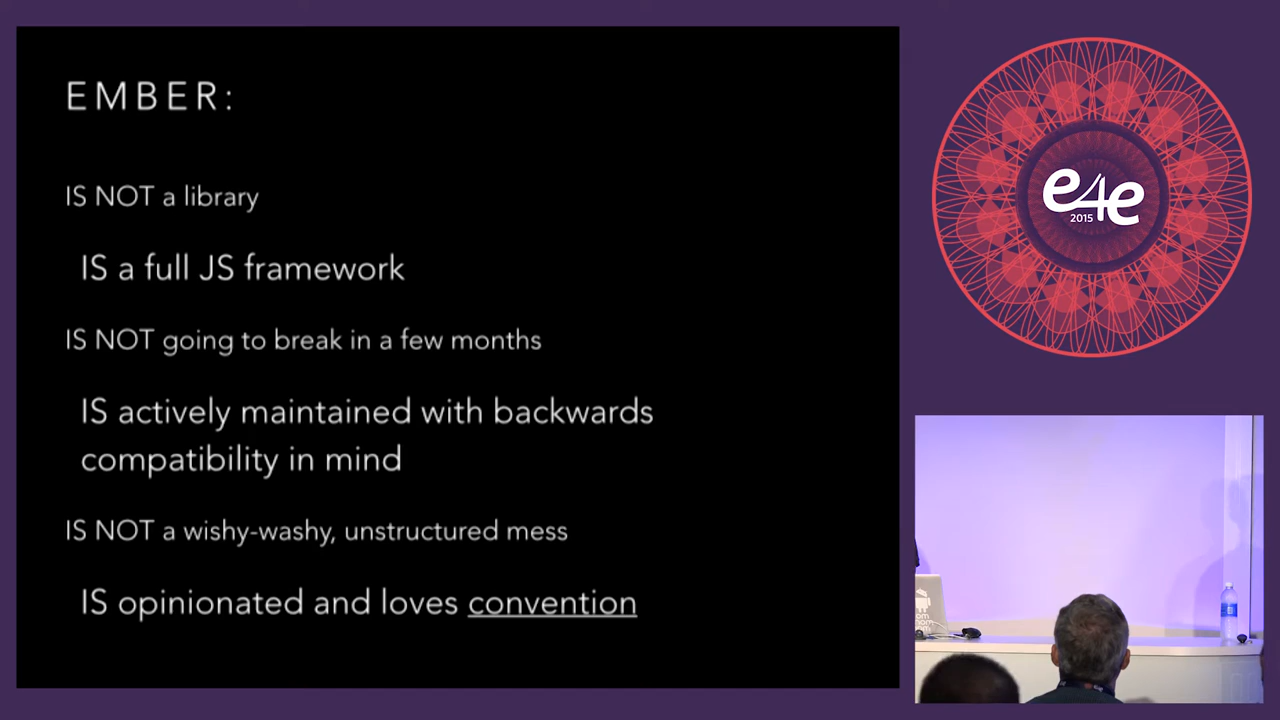 EMBER:
IS NOT a library
IS a full JS framework
IS NOT going to break in a few months
IS actively maintained with backwards
compatibility in mind
IS NOT a wishy-washy, unstructured mess
IS opinionated and loves convention
e4e
2015